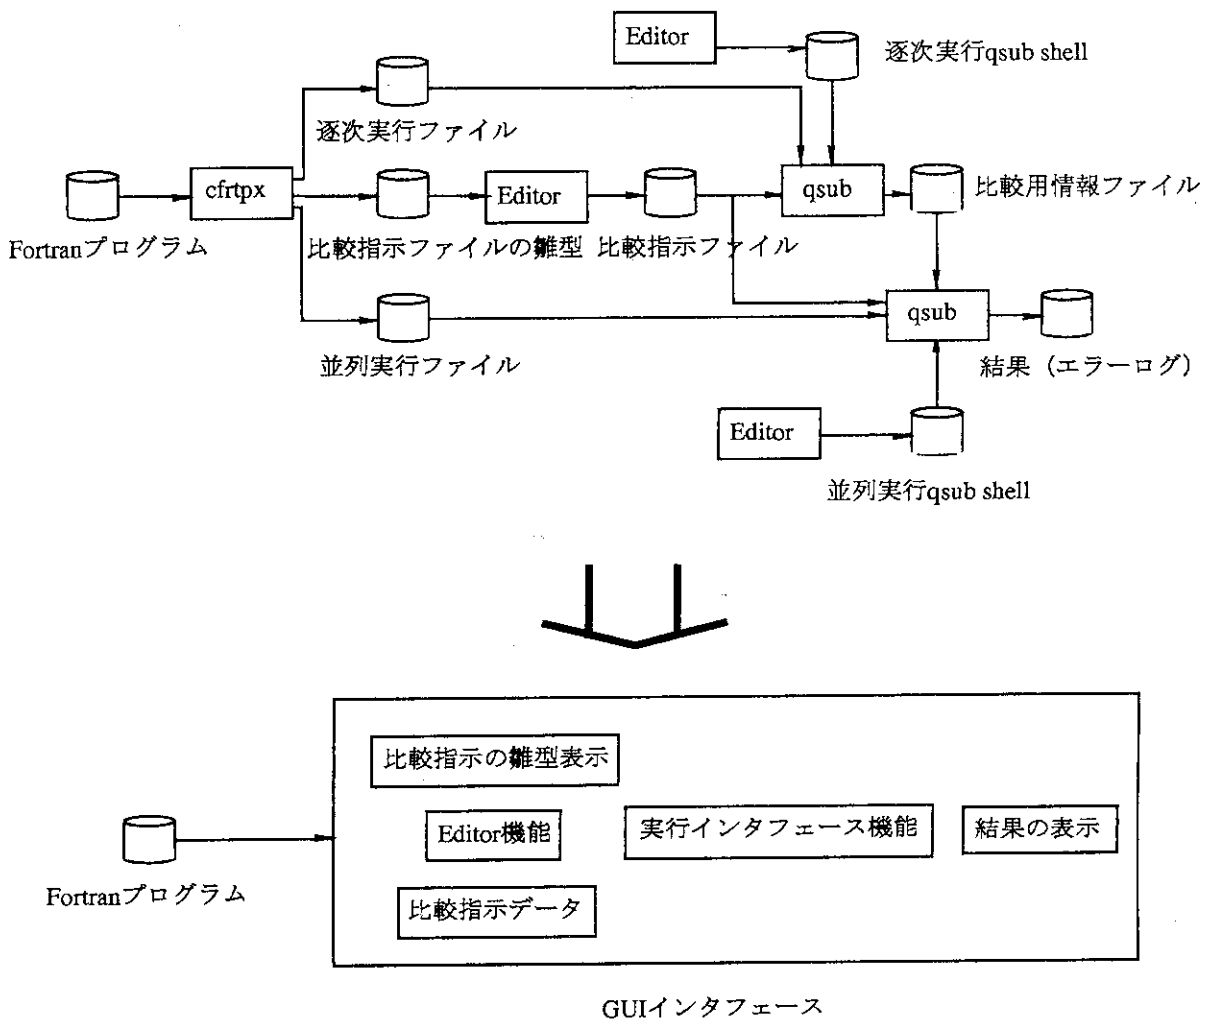 Editor
逐次実行qsub shell
逐次実行ファイル
cfrtpx
Editor
qsub
比較用情報ファイル
Fortranプログラム
比較指示ファイルの雛型
比較指示ファイル
qsub
並列実行ファイル
結果（エラーログ）
Editor
並列実行qsub shell
比較指示の雛型表示
Editor機能
実行インタフェース機能
結果の表示
Fortranプログラム
比較指示データ
GUIインタフェース